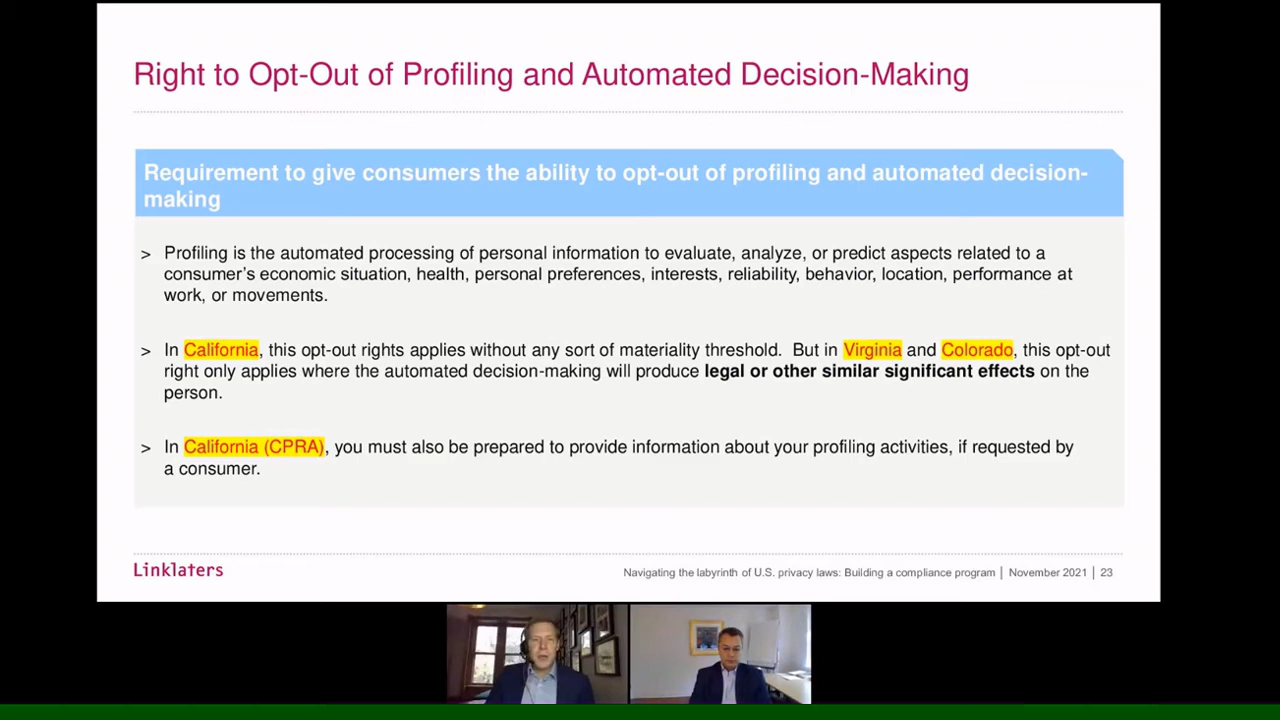 Right to Opt-Out of Profiling and Automated Decision-Making
Requirement to give consumers the ability to opt-out of profiling and automated decision-
making
> Profiling is the automated processing of personal information to evaluate, analyze, or predict aspects related to a
consumer's economic situation, health, personal preferences, interests, reliability, behavior, location, performance at
work, or movements.
> In California, this opt-out rights applies without any sort of materiality threshold. But in Virginia and Colorado, this opt-out
right only applies where the automated decision-making will produce legal or other similar significant effects on the
person.
> In California (CPRA), you must also be prepared to provide information about your profiling activities, if requested by
a consumer.
Linklaters
Navigating the labyrinth of U.S. privacy laws: Building a compliance program | November 2021 | 23